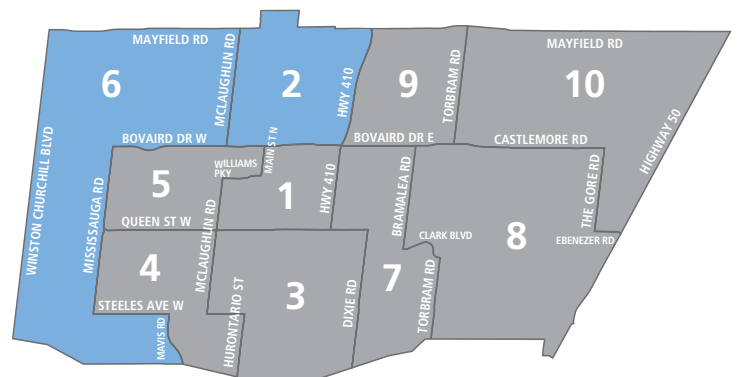 MAYFIELD RD
MCLAUGHLIN RD
6
2
HWY 410
9
TORBRAM RD
MAYFIELD RD
10
HIGHWAY 50
WINSTON CHURCHILL BLVD
BOVAIRD DR W
MAIN ST N
BOVAIRD DR E
CASTLEMORE RD
MISSISSAUGA RD
5
WILLIAMS
PKY
1
HWY 410
BRAMALEA RD
THE GORE RD
QUEEN ST W
MCLAUGHLIN RD
CLARK BLVD
8
EBENEZER RD
4
STEELES AVE W
HURONTARIO ST
3
DIXIE RD
7
TORBRAM RD
MAVIS RD